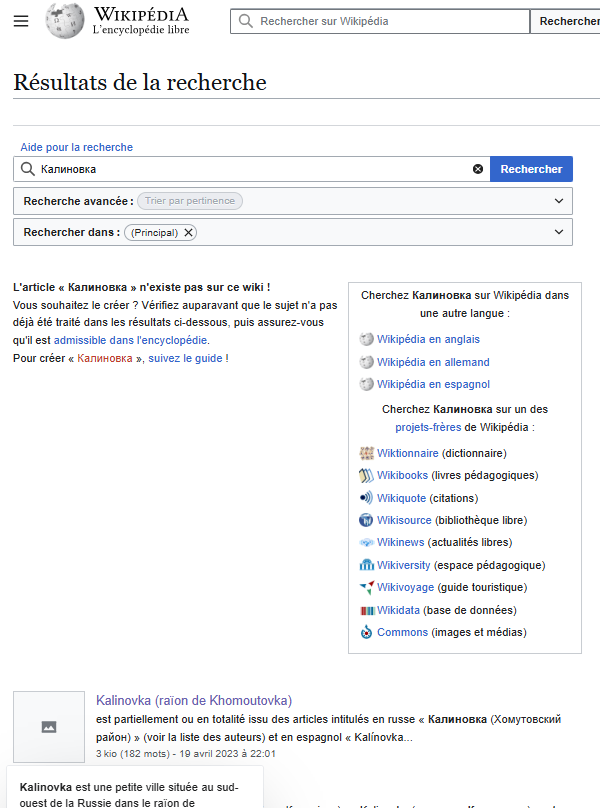 WIKIPÉDIA
L'encyclopédie libre
Rechercher sur Wikipédia
Rechercher
Résultats de la recherche
Aide pour la recherche
Калиновка
Rechercher
Recherche avancée : Trier par pertinence
Rechercher dans : (Principal)
L'article « Калиновка » n'existe pas sur ce wiki !
Vous souhaitez le créer ? Vérifiez auparavant que le sujet n'a pas
déjà été traité dans les résultats ci-dessous, puis assurez-vous
qu'il est admissible dans l'encyclopédie.
Pour créer « Калиновка », suivez le guide !
Cherchez Калиновка sur Wikipédia dans
une autre langue :
Wikipédia en anglais
Wikipédia en allemand
Wikipédia en espagnol
Cherchez Калиновка sur un des
projets-frères de Wikipédia :
Wiktionnaire (dictionnaire)
Wikibooks (livres pédagogiques)
Wikiquote (citations)
Wikisource (bibliothèque libre)
Wikinews (actualités libres)
Wikiversity (espace pédagogique)
Wikivoyage (guide touristique)
Wikidata (base de données)
Commons (images et médias)
Kalinovka (raïon de Khomoutovka)
est partiellement ou en totalité issu des articles intitulés en russe « Калиновка (Хомутовский
район) » (voir la liste des auteurs) et en espagnol « Kalínovka...
3 kio (182 mots) - 19 avril 2023 à 22:01
Kalinovka est une petite ville située au sud-
ouest de la Russie dans le raïon de